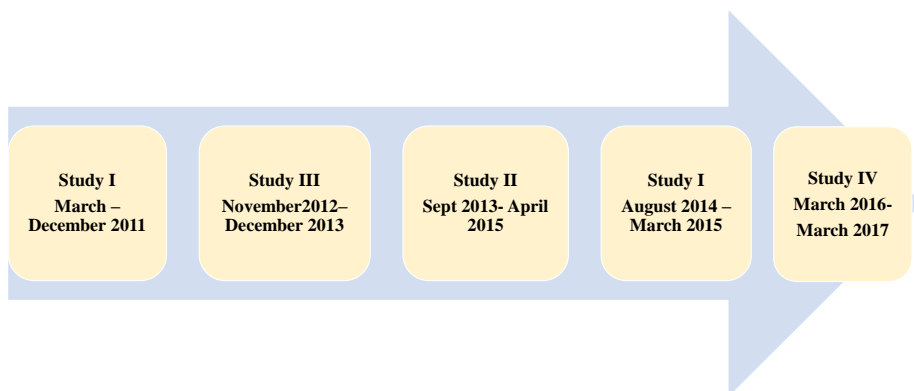 Study I
March –
December 2011
Study III
November2012–
December 2013
Study II
Sept 2013- April
2015
Study I
August 2014 –
March 2015
Study IV
March 2016-
March 2017